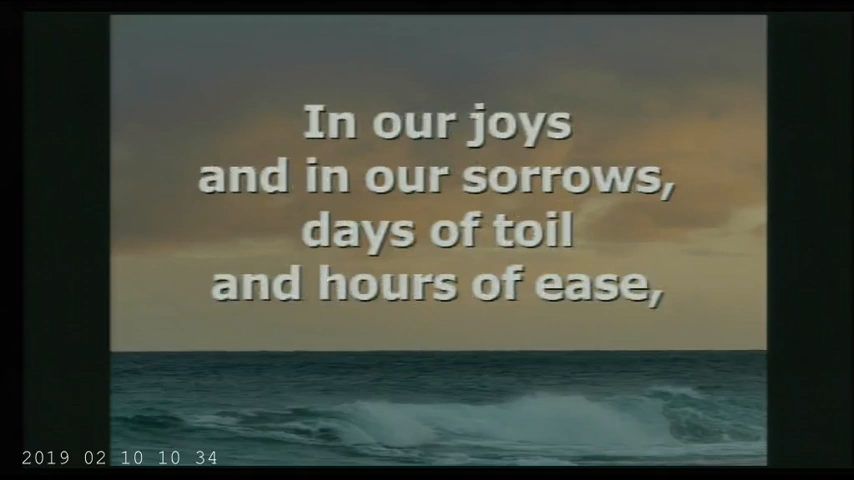 In our joys
and in our sorrows,
days of toil
and hours of ease,
2019 02 10 10 34